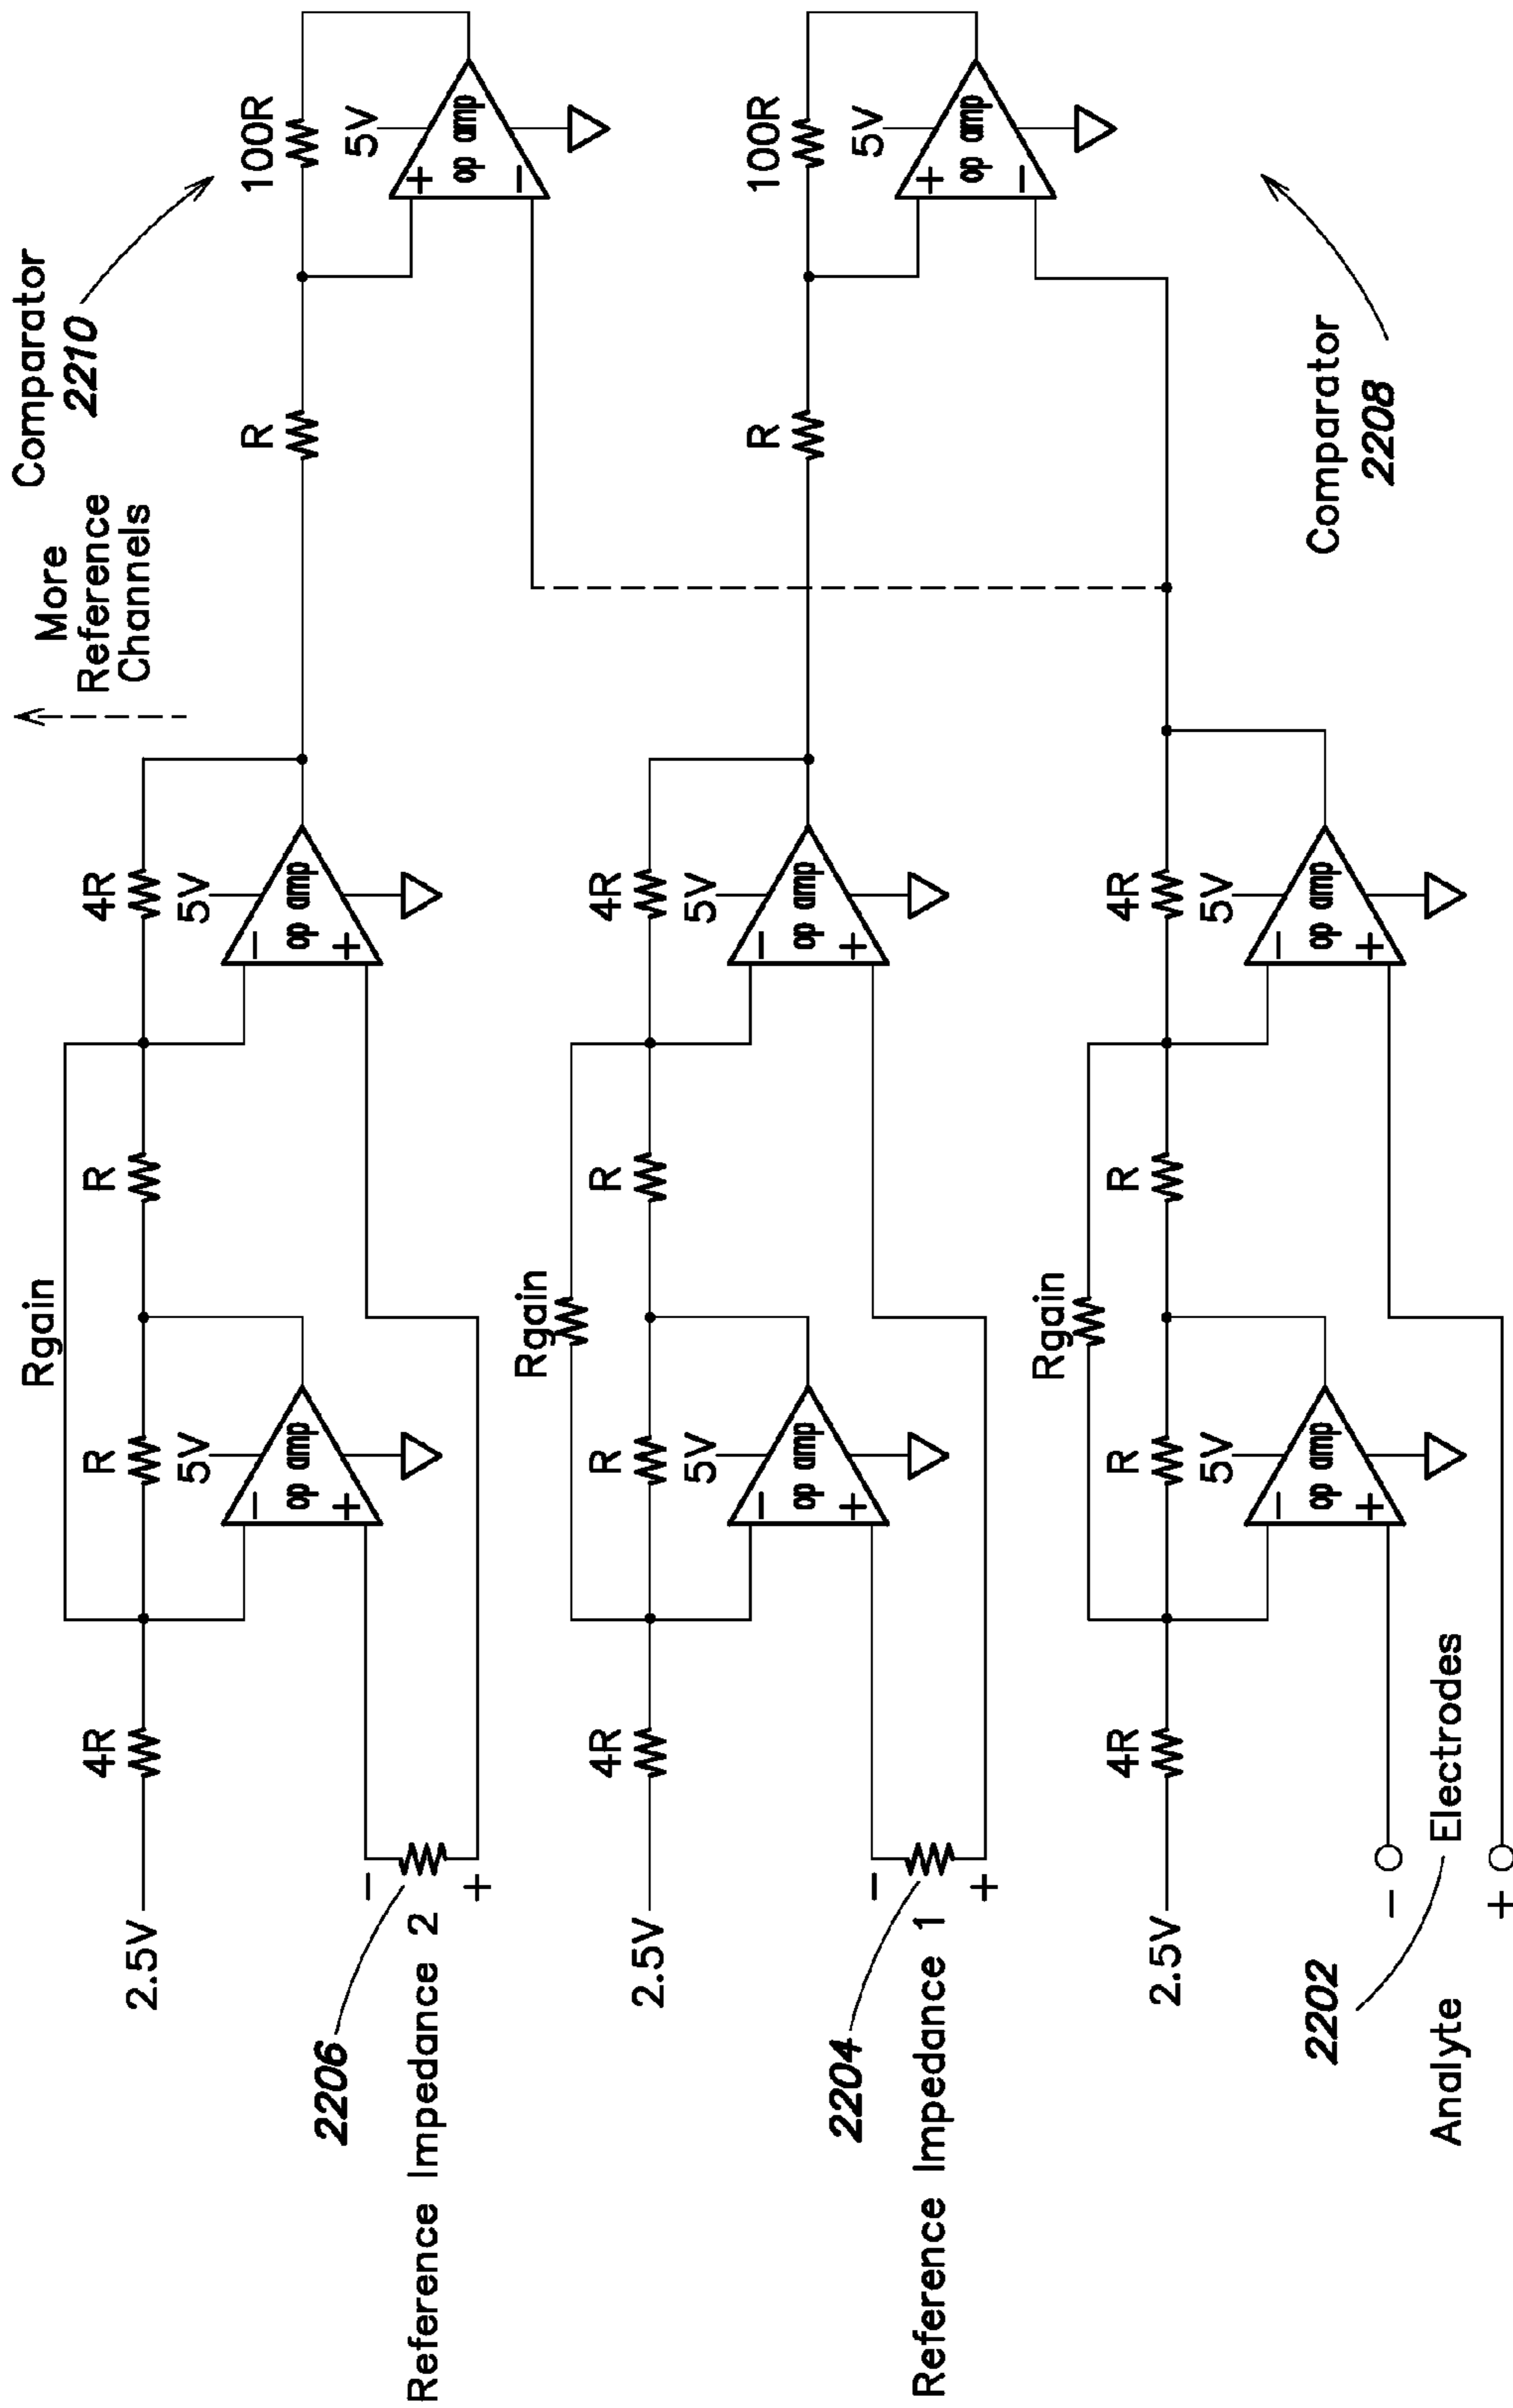 Comparator
2210
More
Reference
Channels
Rgain
4R R R 4R
2.5V
5V 5V
- op amp + - op amp +
R 100R
5V
+ op amp -
2206
-
+
Reference Impedance 2
Rgain
4R R R 4R
2.5V
5V 5V
- op amp + - op amp +
R 100R
5V
+ op amp -
2204
-
+
Reference Impedance 1
Rgain
4R R R 4R
2.5V
5V 5V
- op amp + - op amp +
2202
-
+
Analyte Electrodes
Comparator
2208